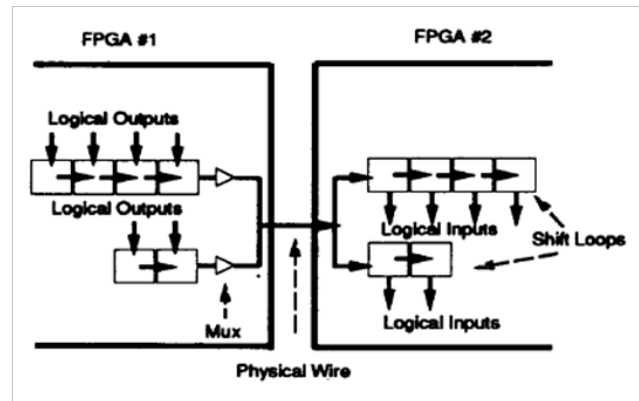 FPGA #1
FPGA #2
Logical Outputs
Logical Outputs
Logical Inputs
Shift Loops
Mux
Logical Inputs
Physical Wire